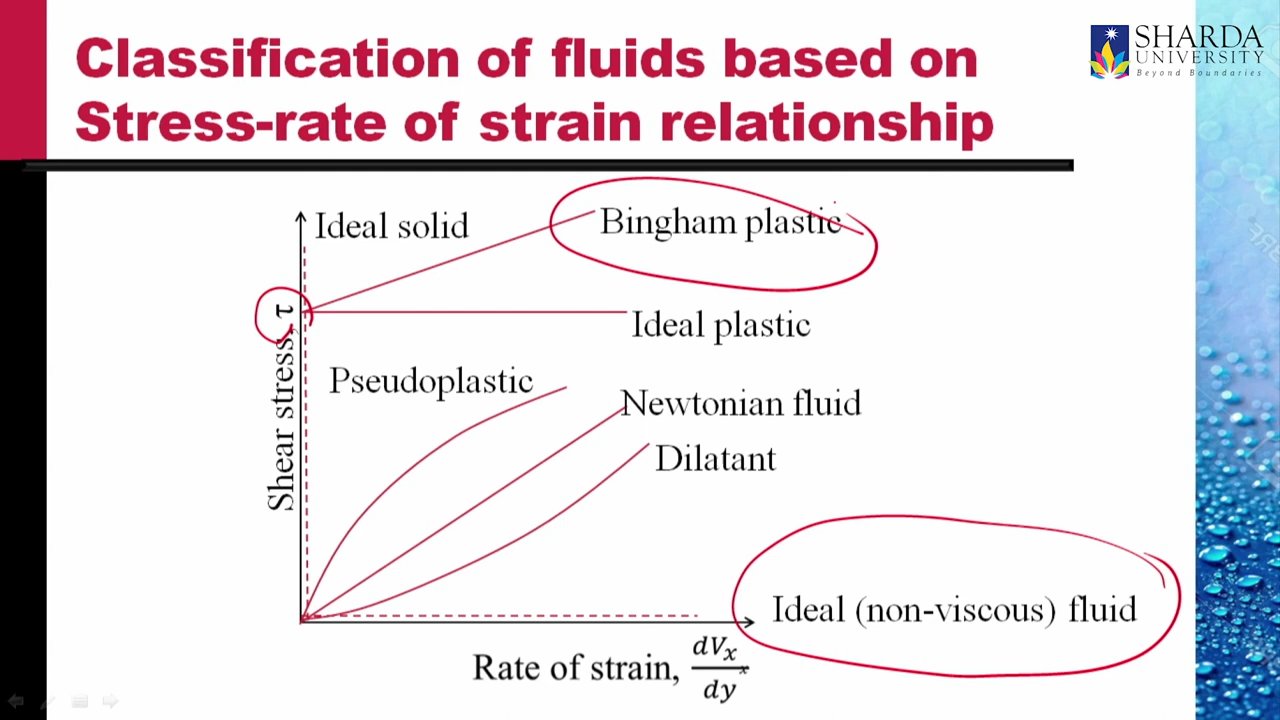 Classification of fluids based on
Stress-rate of strain relationship
SHARDA
UNIVERSITY
Beyond Boundaries
Ideal solid
Bingham plastic
Shear stress, τ
Ideal plastic
Pseudoplastic
Newtonian fluid
Dilatant
Ideal (non-viscous) fluid
Rate of strain, dVₓ
dy